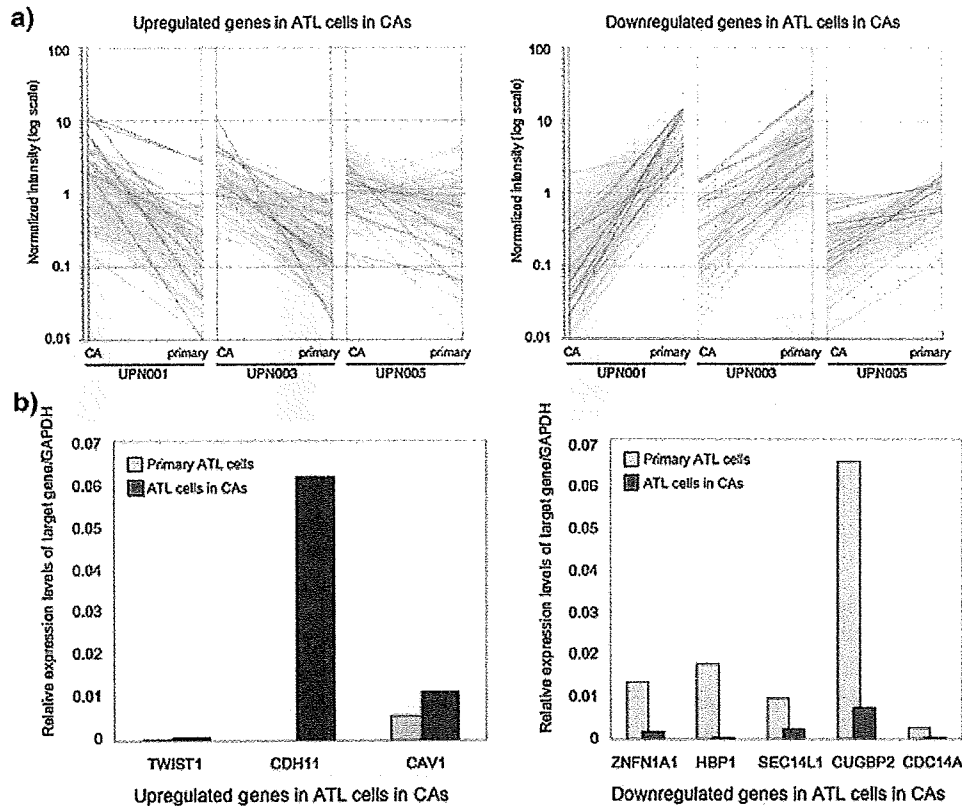 a)
Upregulated genes in ATL cells in CAs
Downregulated genes in ATL cells in CAs
Normalized intensity (log scale)
100
10
1
0.1
0.01
CA primary CA primary CA primary
UPN001 UPN003 UPN005
Normalized intensity (log scale)
100
10
1
0.1
0.01
CA primary CA primary CA primary
UPN001 UPN003 UPN005
b)
Relative expression levels of target gene/GAPDH
0.07
0.06
0.05
0.04
0.03
0.02
0.01
0
Primary ATL cells
ATL cells in CAs
TWIST1 CDH11 CAV1
Upregulated genes in ATL cells in CAs
Relative expression levels of target gene/GAPDH
0.07
0.06
0.05
0.04
0.03
0.02
0.01
0
Primary ATL cells
ATL cells in CAs
ZNFN1A1 HBP1 SEC14L1 CUGBP2 CDC14A
Downregulated genes in ATL cells in CAs